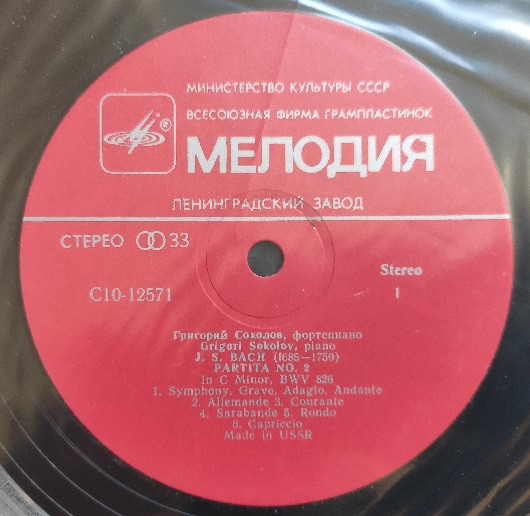 МИНИСТЕРСТВО КУЛЬТУРЫ СССР
ВСЕСОЮЗНАЯ ФИРМА ГРАМПЛАСТИНОК
®
МЕЛОДИЯ
ЛЕНИНГРАДСКИЙ ЗАВОД
СТЕРЕО 33
Stereo
С10-12571
1
Григорий Соколов, фортепиано
Grigori Sokolov, piano
J. S. BACH (1685—1750)
PARTITA NO. 2
In C Minor, BWV 826
1. Symphony, Grave, Adagio, Andante
2. Allemande 3. Courante
4. Sarabande 5. Rondo
6. Capriccio
Made in USSR